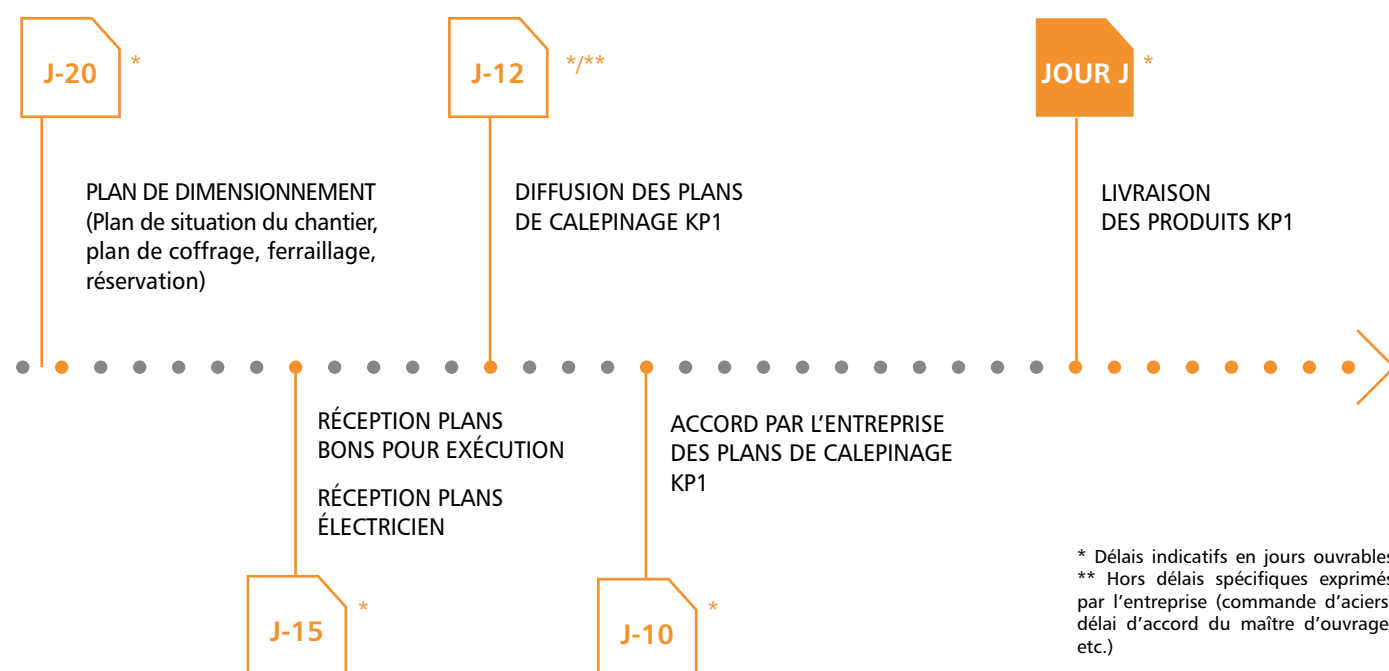 J-20 *
J-12 */**
JOUR J *
PLAN DE DIMENSIONNEMENT
(Plan de situation du chantier,
plan de coffrage, ferraillage,
réservation)
DIFFUSION DES PLANS
DE CALEPINAGE KP1
LIVRAISON
DES PRODUITS KP1
RÉCEPTION PLANS
BONS POUR EXÉCUTION
RÉCEPTION PLANS
ÉLECTRICIEN
ACCORD PAR L’ENTREPRISE
DES PLANS DE CALEPINAGE
KP1
J-15 *
J-10 *
* Délais indicatifs en jours ouvrables
** Hors délais spécifiques exprimés
par l’entreprise (commande d’aciers
délai d’accord du maître d’ouvrage
etc.)